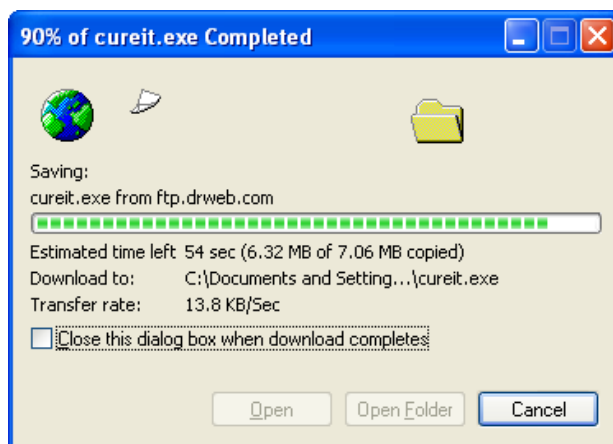 90% of cureit.exe Completed
Saving:
cureit.exe from ftp.drweb.com
Estimated time left 54 sec (6.32 MB of 7.06 MB copied)
Download to: C:\Documents and Setting...\cureit.exe
Transfer rate: 13.8 KB/Sec
Close this dialog box when download completes
Open Open Folder Cancel